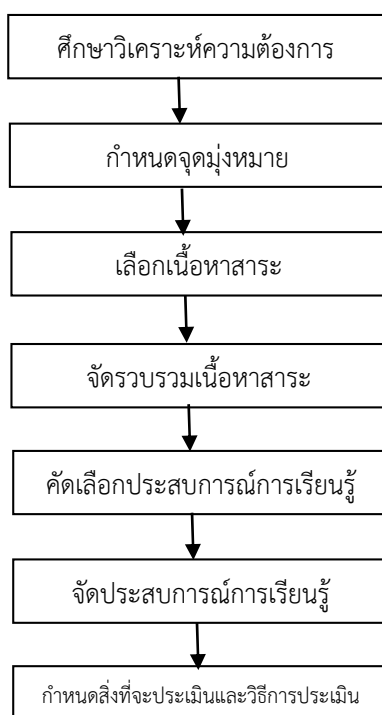 ศึกษาวิเคราะห์ความต้องการ
กำหนดจุดมุ่งหมาย
เลือกเนื้อหาสาระ
จัดรวบรวมเนื้อหาสาระ
คัดเลือกประสบการณ์การเรียนรู้
จัดประสบการณ์การเรียนรู้
กำหนดสิ่งที่จะประเมินและวิธีการประเมิน